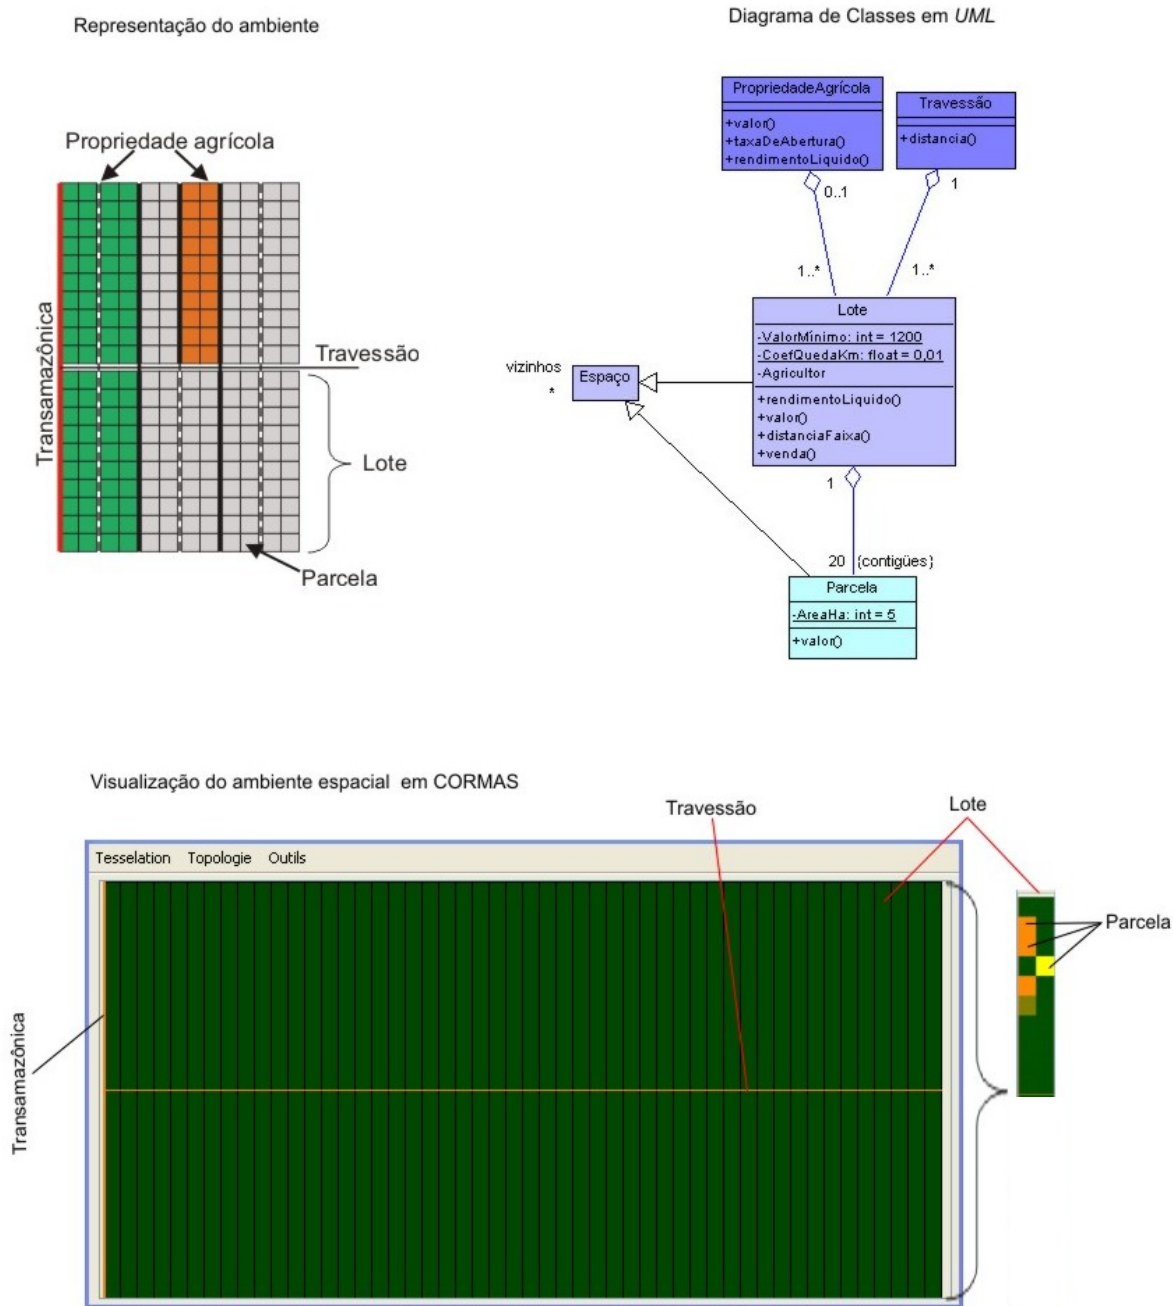 Representação do ambiente
Diagrama de Classes em UML
Propriedade agrícola
Transamazônica
Travessão
Lote
Parcela
PropriedadeAgrícola
+valor()
+taxaDeAbertura()
+rendimentoLiquido()
Travessão
+distancia()
0..1
1
1..*
1..*
Lote
-ValorMínimo: int = 1200
-CoefQuedaKm: float = 0,01
-Agricultor
+rendimentoLiquido()
+valor()
+distanciaFaixa()
+venda()
vizinhos
*
Espaço
1
20 {contigües}
Parcela
-AreaHa: int = 5
+valor()
Visualização do ambiente espacial em CORMAS
Travessão
Lote
Tesselation Topologie Outils
Parcela
Transamazônica